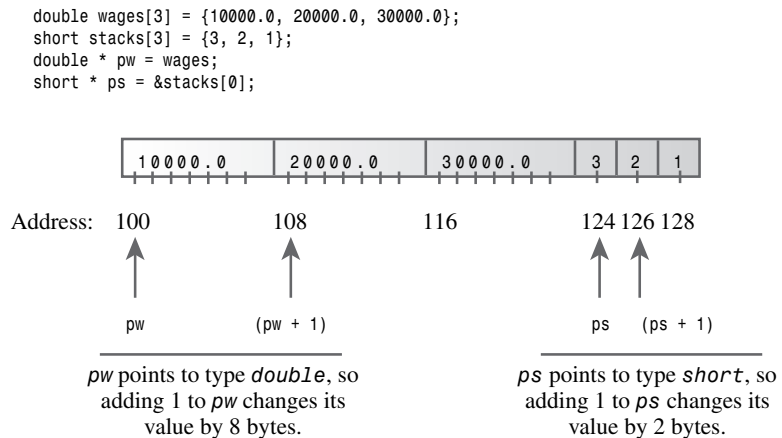 double wages[3] = {10000.0, 20000.0, 30000.0};
short stacks[3] = {3, 2, 1};
double * pw = wages;
short * ps = &stacks[0];
10000.0 20000.0 30000.0 3 2 1
Address: 100 108 116 124 126 128
pw (pw + 1) ps (ps + 1)
pw points to type double, so
adding 1 to pw changes its
value by 8 bytes.
ps points to type short, so
adding 1 to ps changes its
value by 2 bytes.